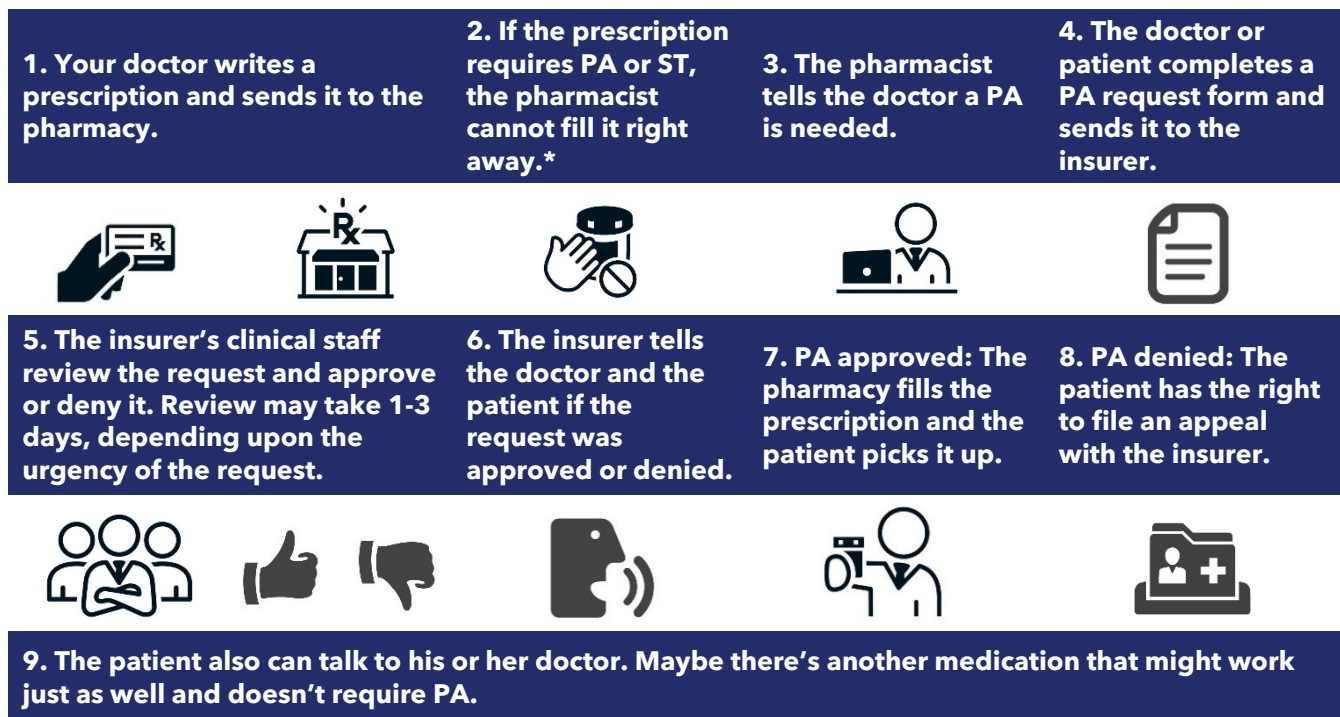 1. Your doctor writes a
prescription and sends it to the
pharmacy.
2. If the prescription
requires PA or ST,
the pharmacist
cannot fill it right
away.*
3. The pharmacist
tells the doctor a PA
is needed.
4. The doctor or
patient completes a
PA request form and
sends it to the
insurer.
Rx
Rx
5. The insurer’s clinical staff
review the request and approve
or deny it. Review may take 1-3
days, depending upon the
urgency of the request.
6. The insurer tells
the doctor and the
patient if the
request was
approved or denied.
7. PA approved: The
pharmacy fills the
prescription and the
patient picks it up.
8. PA denied: The
patient has the right
to file an appeal
with the insurer.
9. The patient also can talk to his or her doctor. Maybe there’s another medication that might work
just as well and doesn’t require PA.